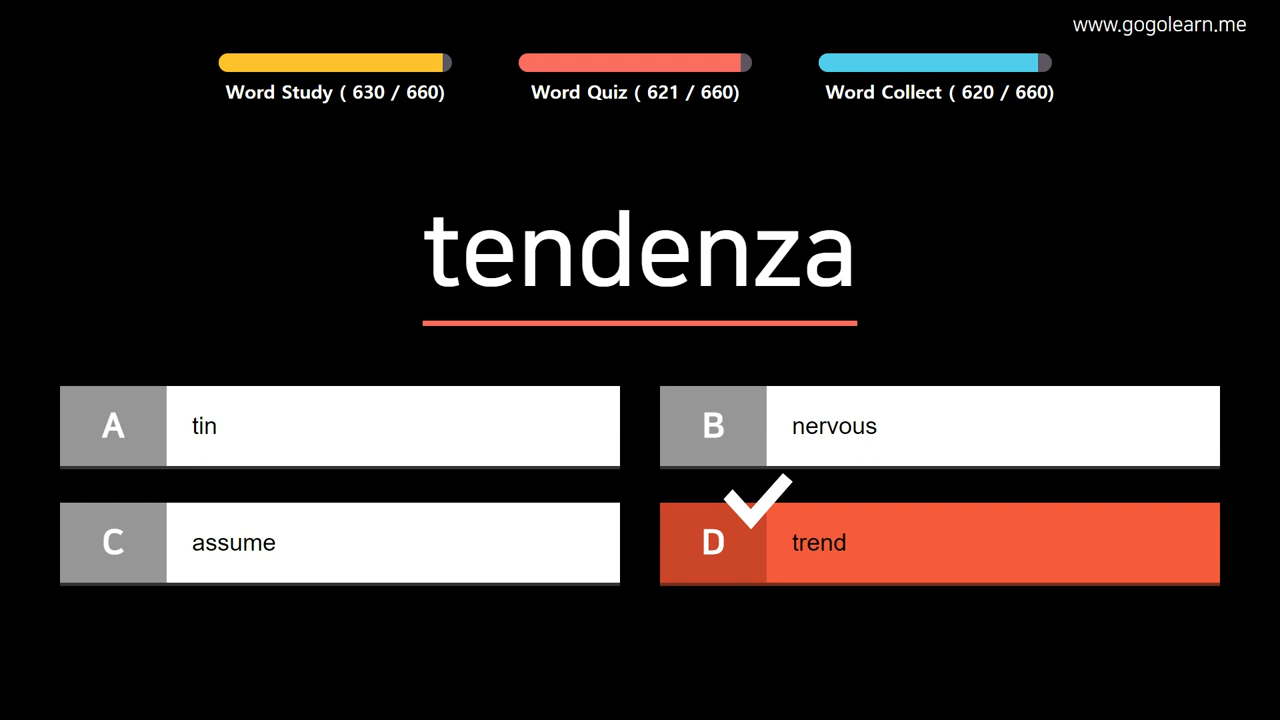 www.gogolearn.me
Word Study ( 630 / 660)
Word Quiz ( 621 / 660)
Word Collect ( 620 / 660)
tendenza
A tin
B nervous
C assume
D trend